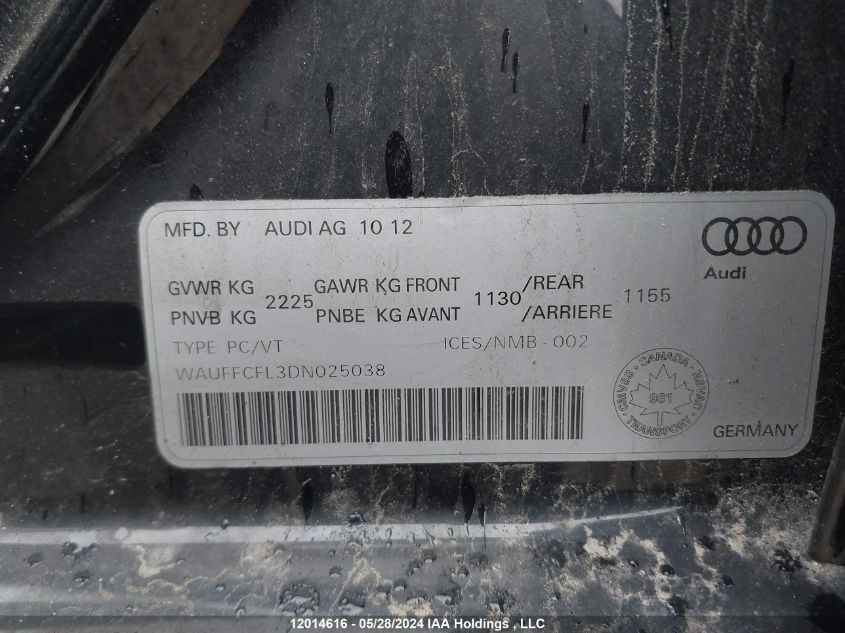 MFD. BY AUDI AG 10 12
Audi
GVWR KG 2225 GAWR KG FRONT 1130 /REAR 1155
PNVB KG PNBE KG AVANT /ARRIERE
TYPE: PC/VT ICES/NMB-002
WAUFFCFL3DN025038
CANADA
CMVSS NSVAC
961
TRANSPORT
GERMANY
12014616 - 05/28/2024 IAA Holdings , LLC